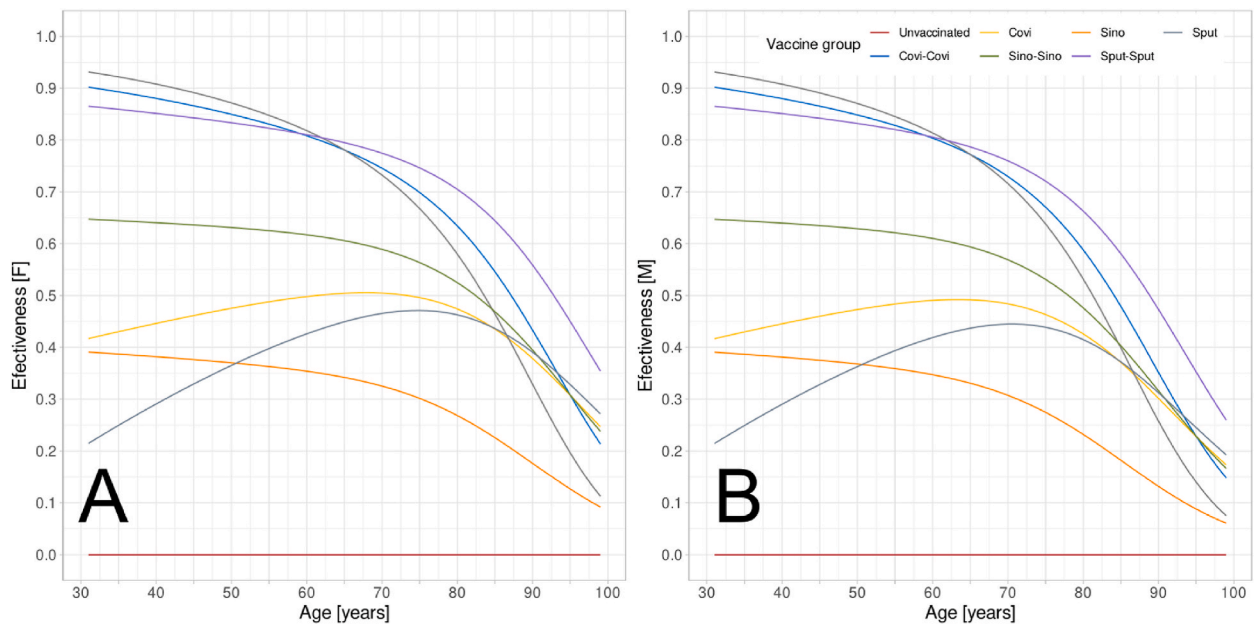 Vaccine group
Unvaccinated Covi Sino Sput
Covi-Covi Sino-Sino Sput-Sput
Efectiveness [F]
1.0
0.9
0.8
0.7
0.6
0.5
0.4
0.3
0.2
0.1
0.0
A
30 40 50 60 70 80 90 100
Age [years]
Efectiveness [M]
1.0
0.9
0.8
0.7
0.6
0.5
0.4
0.3
0.2
0.1
0.0
B
30 40 50 60 70 80 90 100
Age [years]